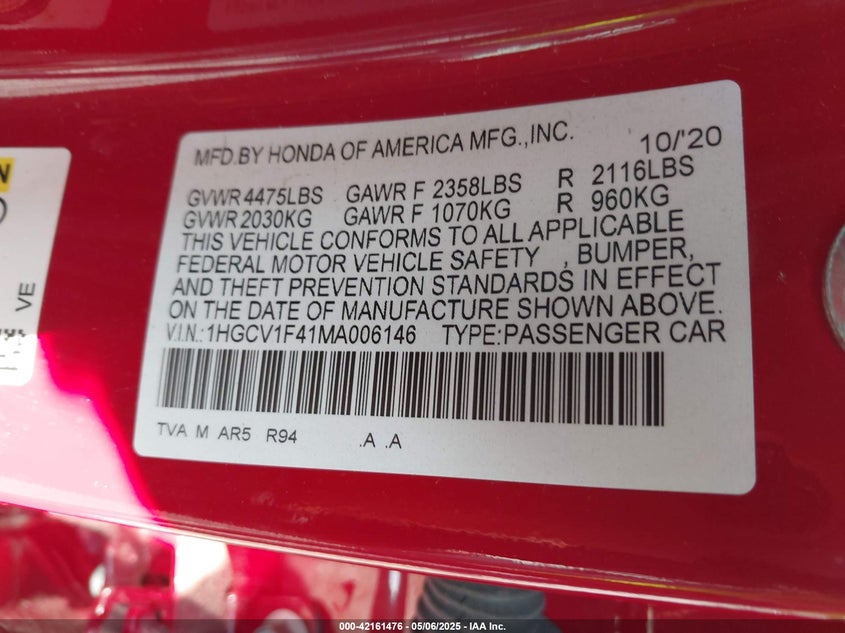 MFD.BY HONDA OF AMERICA MFG.,INC. 10/'20
GVWR 4475LBS GAWR F 2358LBS R 2116LBS
GVWR 2030KG GAWR F 1070KG R 960KG
THIS VEHICLE CONFORMS TO ALL APPLICABLE
FEDERAL MOTOR VEHICLE SAFETY , BUMPER,
AND THEFT PREVENTION STANDARDS IN EFFECT
ON THE DATE OF MANUFACTURE SHOWN ABOVE.
V.I.N.: 1HGCV1F41MA006146 TYPE:PASSENGER CAR
TVA M AR5 R94 .A .A
N
VE
000-42161476 - 05/06/2025 - IAA Inc.